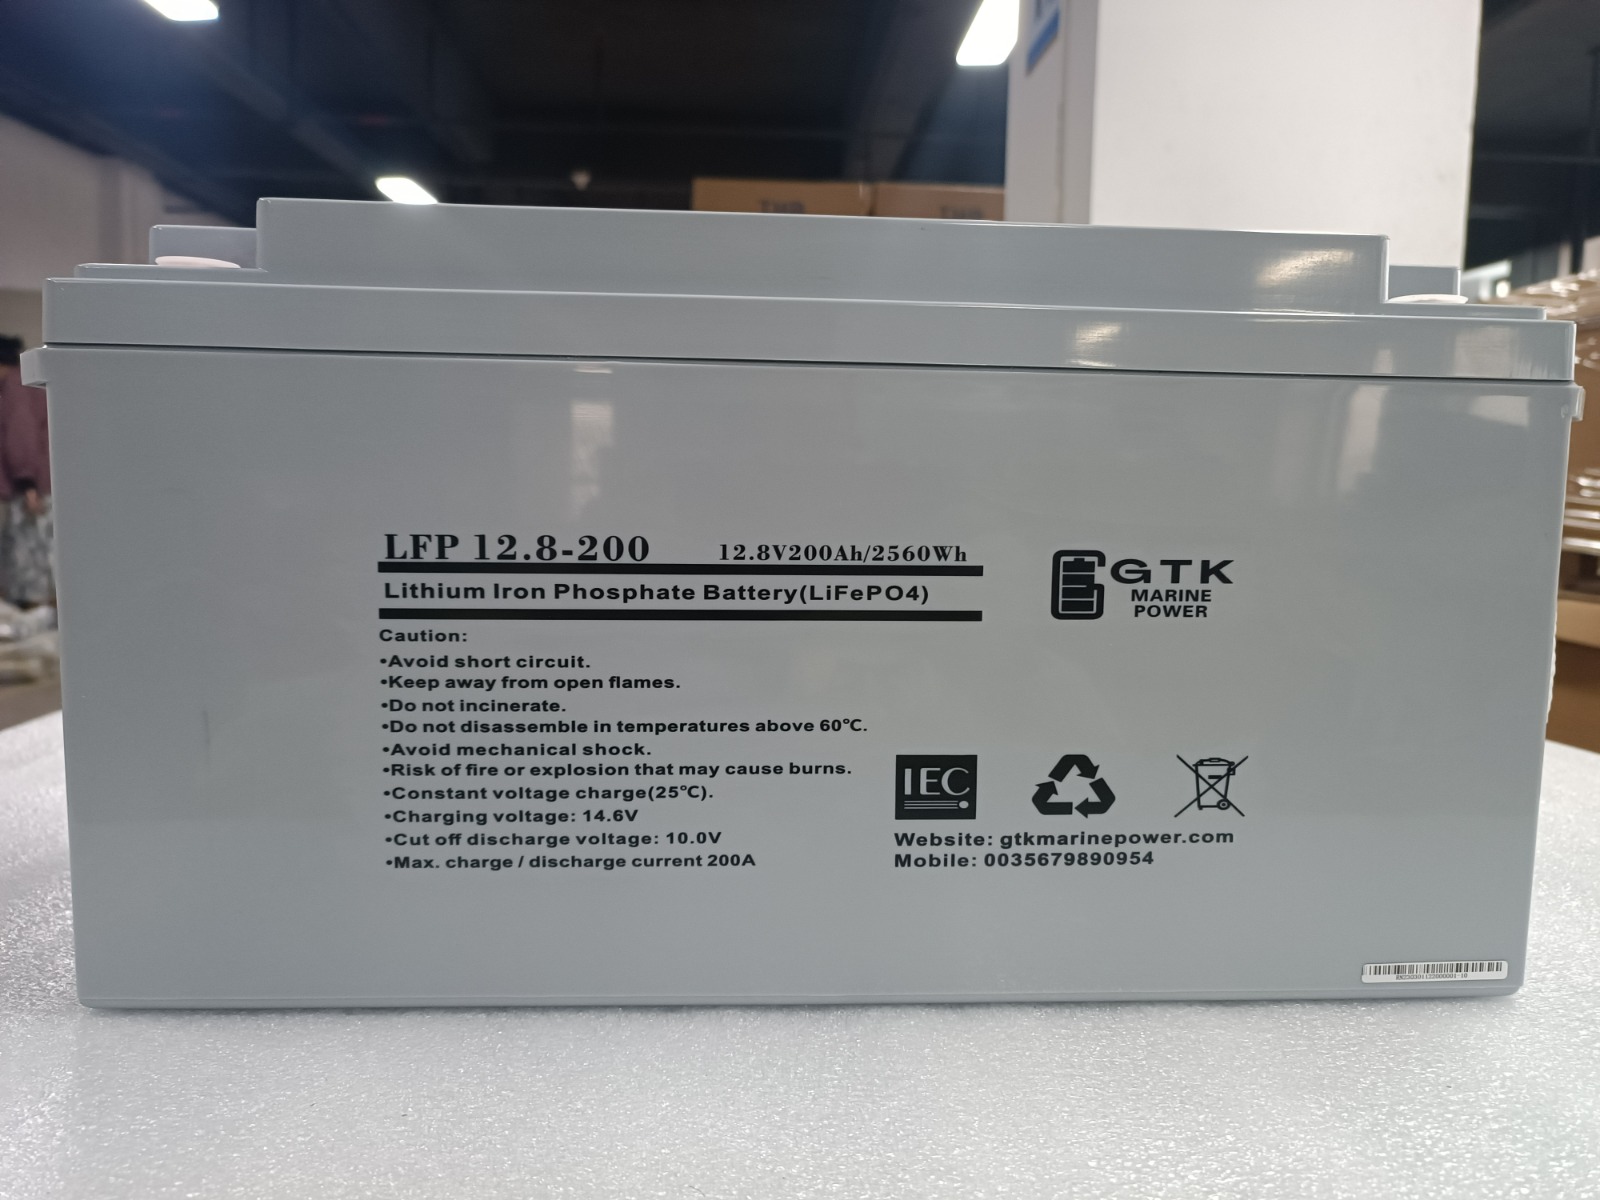 LFP 12.8-200 12.8V200Ah/2560Wh
Lithium Iron Phosphate Battery(LiFePO4)
Caution:
•Avoid short circuit.
•Keep away from open flames.
•Do not incinerate.
•Do not disassemble in temperatures above 60℃.
•Avoid mechanical shock.
•Risk of fire or explosion that may cause burns.
•Constant voltage charge(25℃).
•Charging voltage: 14.6V
•Cut off discharge voltage: 10.0V
•Max. charge / discharge current 200A
GTK
MARINE
POWER
IEC
Website: gtkmarinepower.com
Mobile: 0035679890954